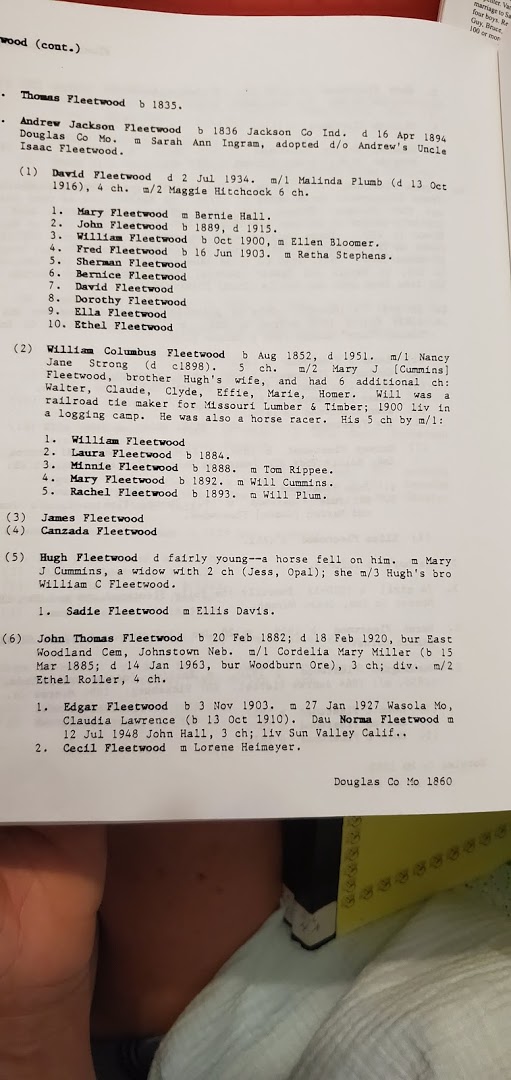 marriage to Sa
four boys. Re
Guy, Bruce,
100 or mor
wood (cont.)
. Thomas Fleetwood b 1835.
. Andrew Jackson Fleetwood b 1836 Jackson Co Ind. d 16 Apr 1894
Douglas Co Mo. m Sarah Ann Ingram, adopted d/o Andrew's Uncle
Isaac Fleetwood.
(1) David Fleetwood d 2 Jul 1934. m/1 Malinda Plumb (d 13 Oct
1916), 4 ch. m/2 Maggie Hitchcock 6 ch.
1. Mary Fleetwood m Bernie Hall.
2. John Fleetwood b 1889, d 1915.
3. William Fleetwood b Oct 1900, m Ellen Bloomer.
4. Fred Fleetwood b 16 Jun 1903. m Retha Stephens.
5. Sherman Fleetwood
6. Bernice Fleetwood
7. David Fleetwood
8. Dorothy Fleetwood
9. Ella Fleetwood
10. Ethel Fleetwood
(2) William Columbus Fleetwood b Aug 1852, d 1951. m/1 Nancy
Jane Strong (d c1898). 5 ch. m/2 Mary J [Cummins]
Fleetwood, brother Hugh's wife, and had 6 additional ch:
Walter, Claude, Clyde, Effie, Marie, Homer. Will was a
railroad tie maker for Missouri Lumber & Timber; 1900 liv in
a logging camp. He was also a horse racer. His 5 ch by m/1:
1. William Fleetwood
2. Laura Fleetwood b 1884.
3. Minnie Fleetwood b 1888. m Tom Rippee.
4. Mary Fleetwood b 1892. m Will Cummins.
5. Rachel Fleetwood b 1893. m Will Plum.
(3) James Fleetwood
(4) Canzada Fleetwood
(5) Hugh Fleetwood d fairly young--a horse fell on him. m Mary
J Cummins, a widow with 2 ch (Jess, Opal); she m/3 Hugh's bro
William C Fleetwood.
1. Sadie Fleetwood m Ellis Davis.
(6) John Thomas Fleetwood b 20 Feb 1882; d 18 Feb 1920, bur East
Woodland Cem, Johnstown Neb. m/1 Cordelia Mary Miller (b 15
Mar 1885; d 14 Jan 1963, bur Woodburn Ore), 3 ch; div. m/2
Ethel Roller, 4 ch.
1. Edgar Fleetwood b 3 Nov 1903. m 27 Jan 1927 Wasola Mo,
Claudia Lawrence (b 13 Oct 1910). Dau Norma Fleetwood m
12 Jul 1948 John Hall, 3 ch; liv Sun Valley Calif..
2. Cecil Fleetwood m Lorene Heimeyer.
Douglas Co Mo 1860